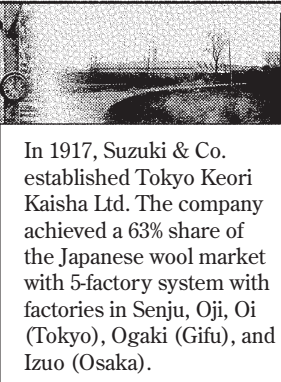 In 1917, Suzuki & Co.
established Tokyo Keori
Kaisha Ltd. The company
achieved a 63% share of
the Japanese wool market
with 5-factory system with
factories in Senju, Oji, Oi
(Tokyo), Ogaki (Gifu), and
Izuo (Osaka).